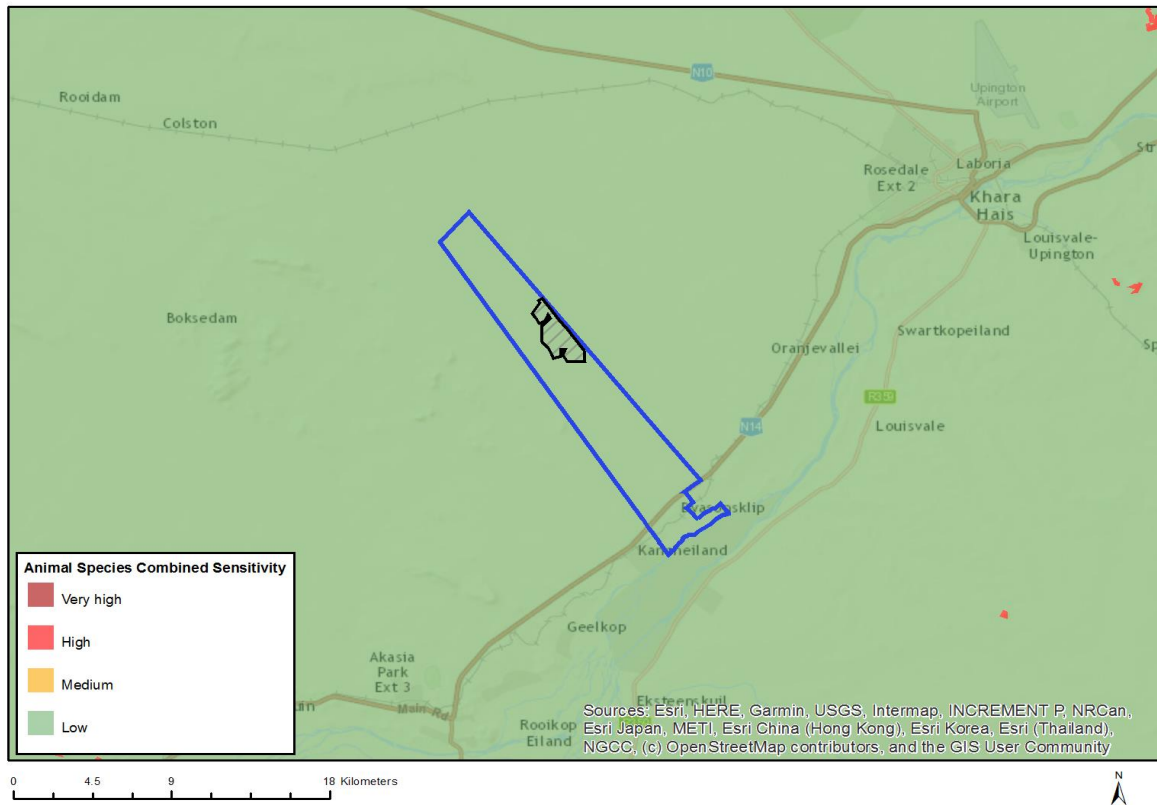 N10
Rooidam
Colston
Upington
Airport
Rosedale
Ext 2
Laboria
Str
Khara
Hais
Louisvale-
Upington
Boksedam
Swartkopeiland
Oranjevallei
Sp
R359
N14
Louisvale
Kanoneiland
Geelkop
Akasia
Park
Ext 3
Main Rd
Eksteenskuil
Rooikop
Eiland
Animal Species Combined Sensitivity
Very high
High
Medium
Low
Sources: Esri, HERE, Garmin, USGS, Intermap, INCREMENT P, NRCan,
Esri Japan, METI, Esri China (Hong Kong), Esri Korea, Esri (Thailand),
NGCC, (c) OpenStreetMap contributors, and the GIS User Community
0 4.5 9 18 Kilometers
N